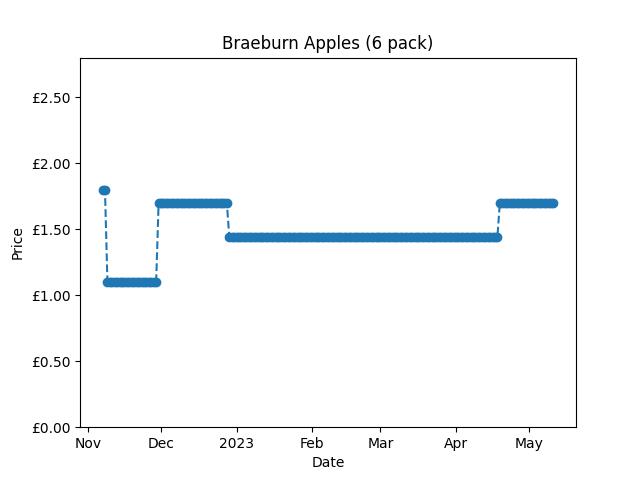 Braeburn Apples (6 pack)
£2.50
£2.00
£1.50
£1.00
£0.50
£0.00
Price
Nov Dec 2023 Feb Mar Apr May
Date